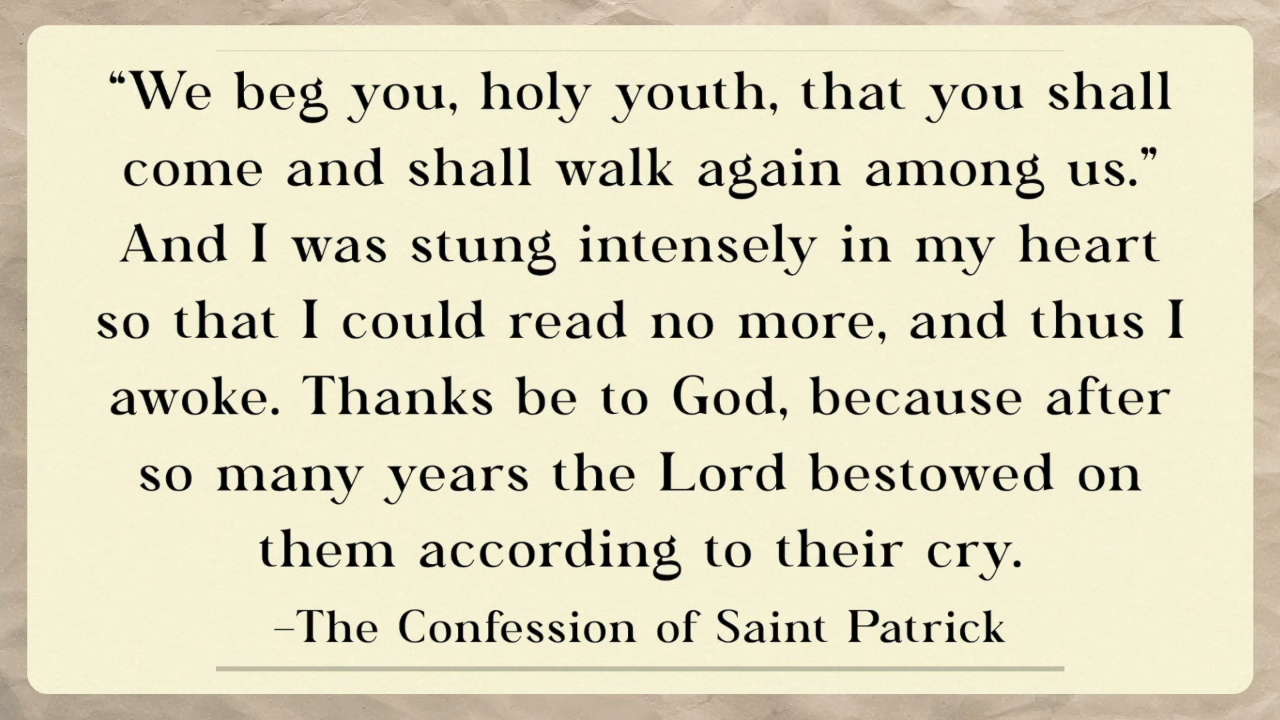 “We beg you, holy youth, that you shall
come and shall walk again among us.”
And I was stung intensely in my heart
so that I could read no more, and thus I
awoke. Thanks be to God, because after
so many years the Lord bestowed on
them according to their cry.
–The Confession of Saint Patrick